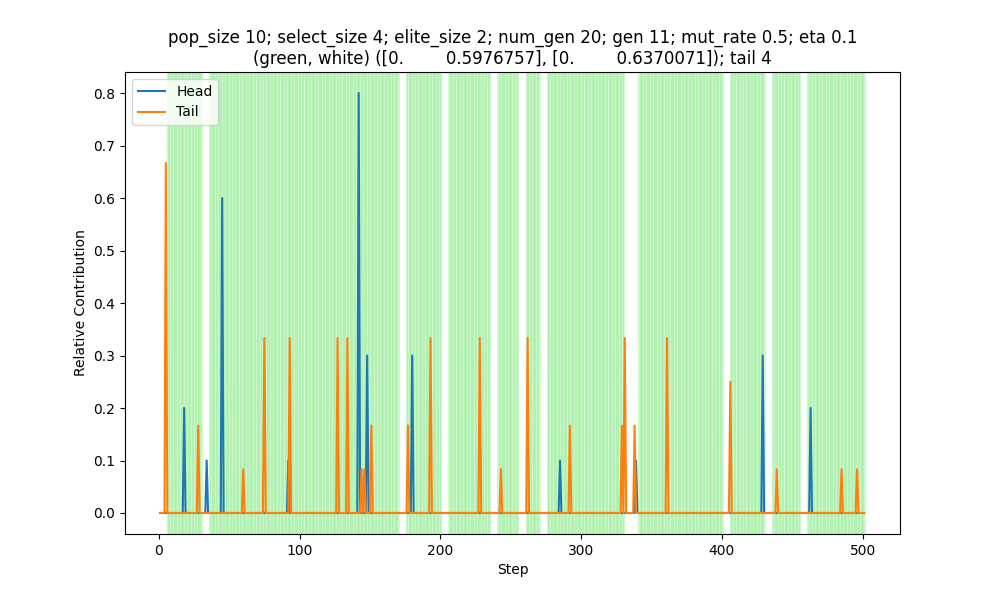 pop_size 10; select_size 4; elite_size 2; num_gen 20; gen 11; mut_rate 0.5; eta 0.1
(green, white) ([0. 0.5976757], [0. 0.6370071]); tail 4
Head
Tail
0.8
0.7
0.6
0.5
0.4
0.3
0.2
0.1
0.0
Relative Contribution
0 100 200 300 400 500
Step